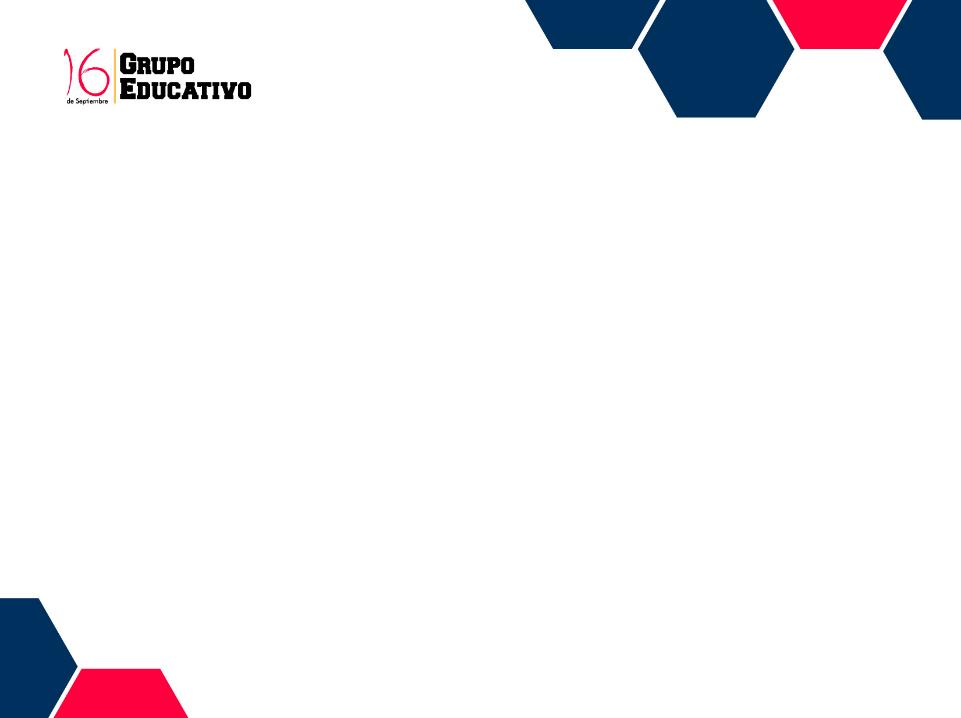 16
de Septiembre
GRUPO
EDUCATIVO